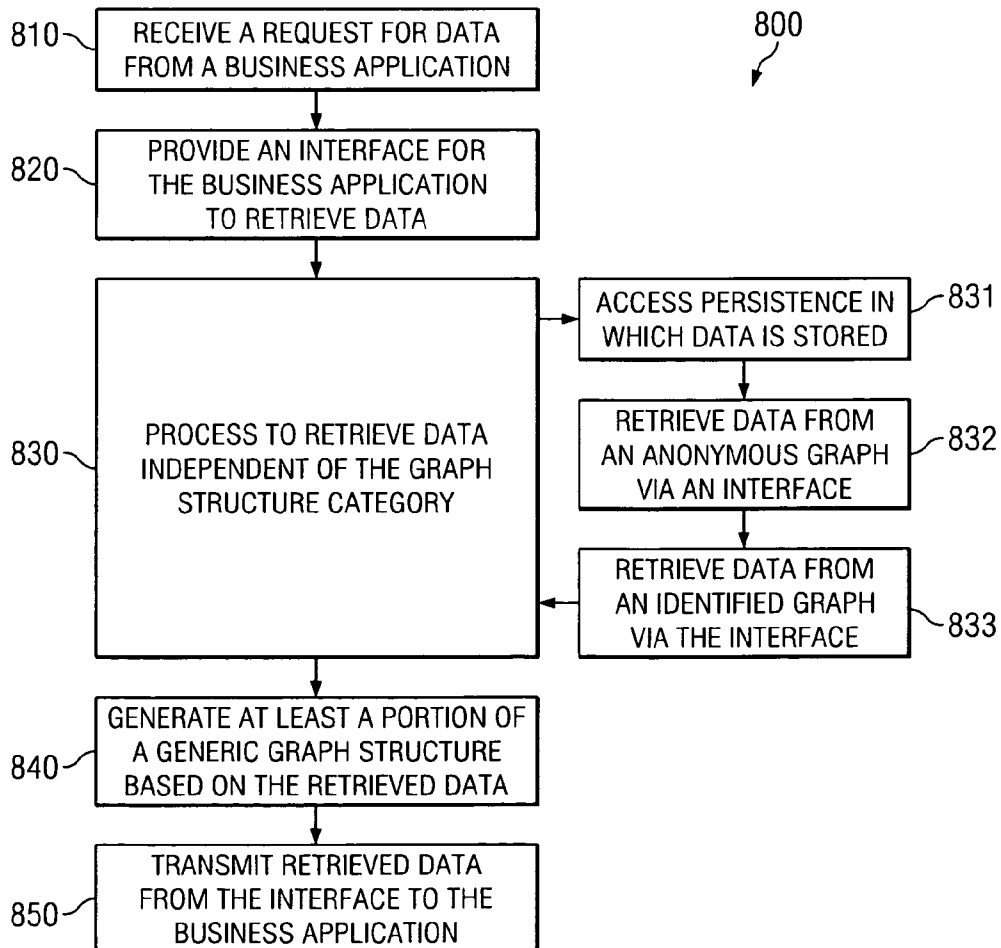 810
RECEIVE A REQUEST FOR DATA
FROM A BUSINESS APPLICATION
800
820
PROVIDE AN INTERFACE FOR
THE BUSINESS APPLICATION
TO RETRIEVE DATA
830
PROCESS TO RETRIEVE DATA
INDEPENDENT OF THE GRAPH
STRUCTURE CATEGORY
ACCESS PERSISTENCE IN
WHICH DATA IS STORED
831
RETRIEVE DATA FROM
AN ANONYMOUS GRAPH
VIA AN INTERFACE
832
RETRIEVE DATA FROM
AN IDENTIFIED GRAPH
VIA THE INTERFACE
833
840
GENERATE AT LEAST A PORTION OF
A GENERIC GRAPH STRUCTURE
BASED ON THE RETRIEVED DATA
850
TRANSMIT RETRIEVED DATA
FROM THE INTERFACE TO THE
BUSINESS APPLICATION